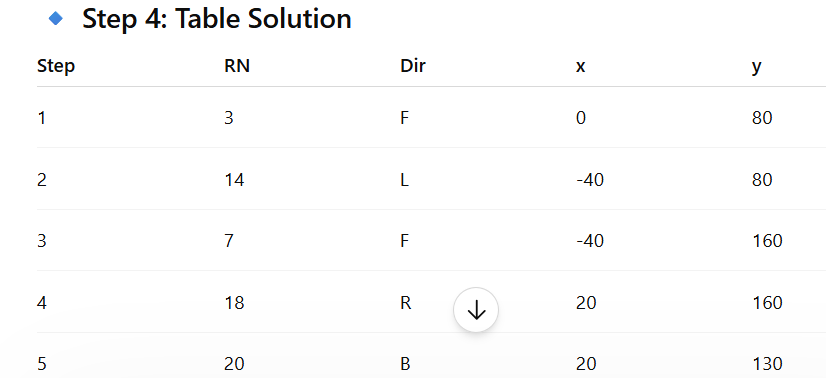 Step 4: Table Solution
Step RN Dir x y
1 3 F 0 80
2 14 L -40 80
3 7 F -40 160
4 18 R 20 160
5 20 B 20 130